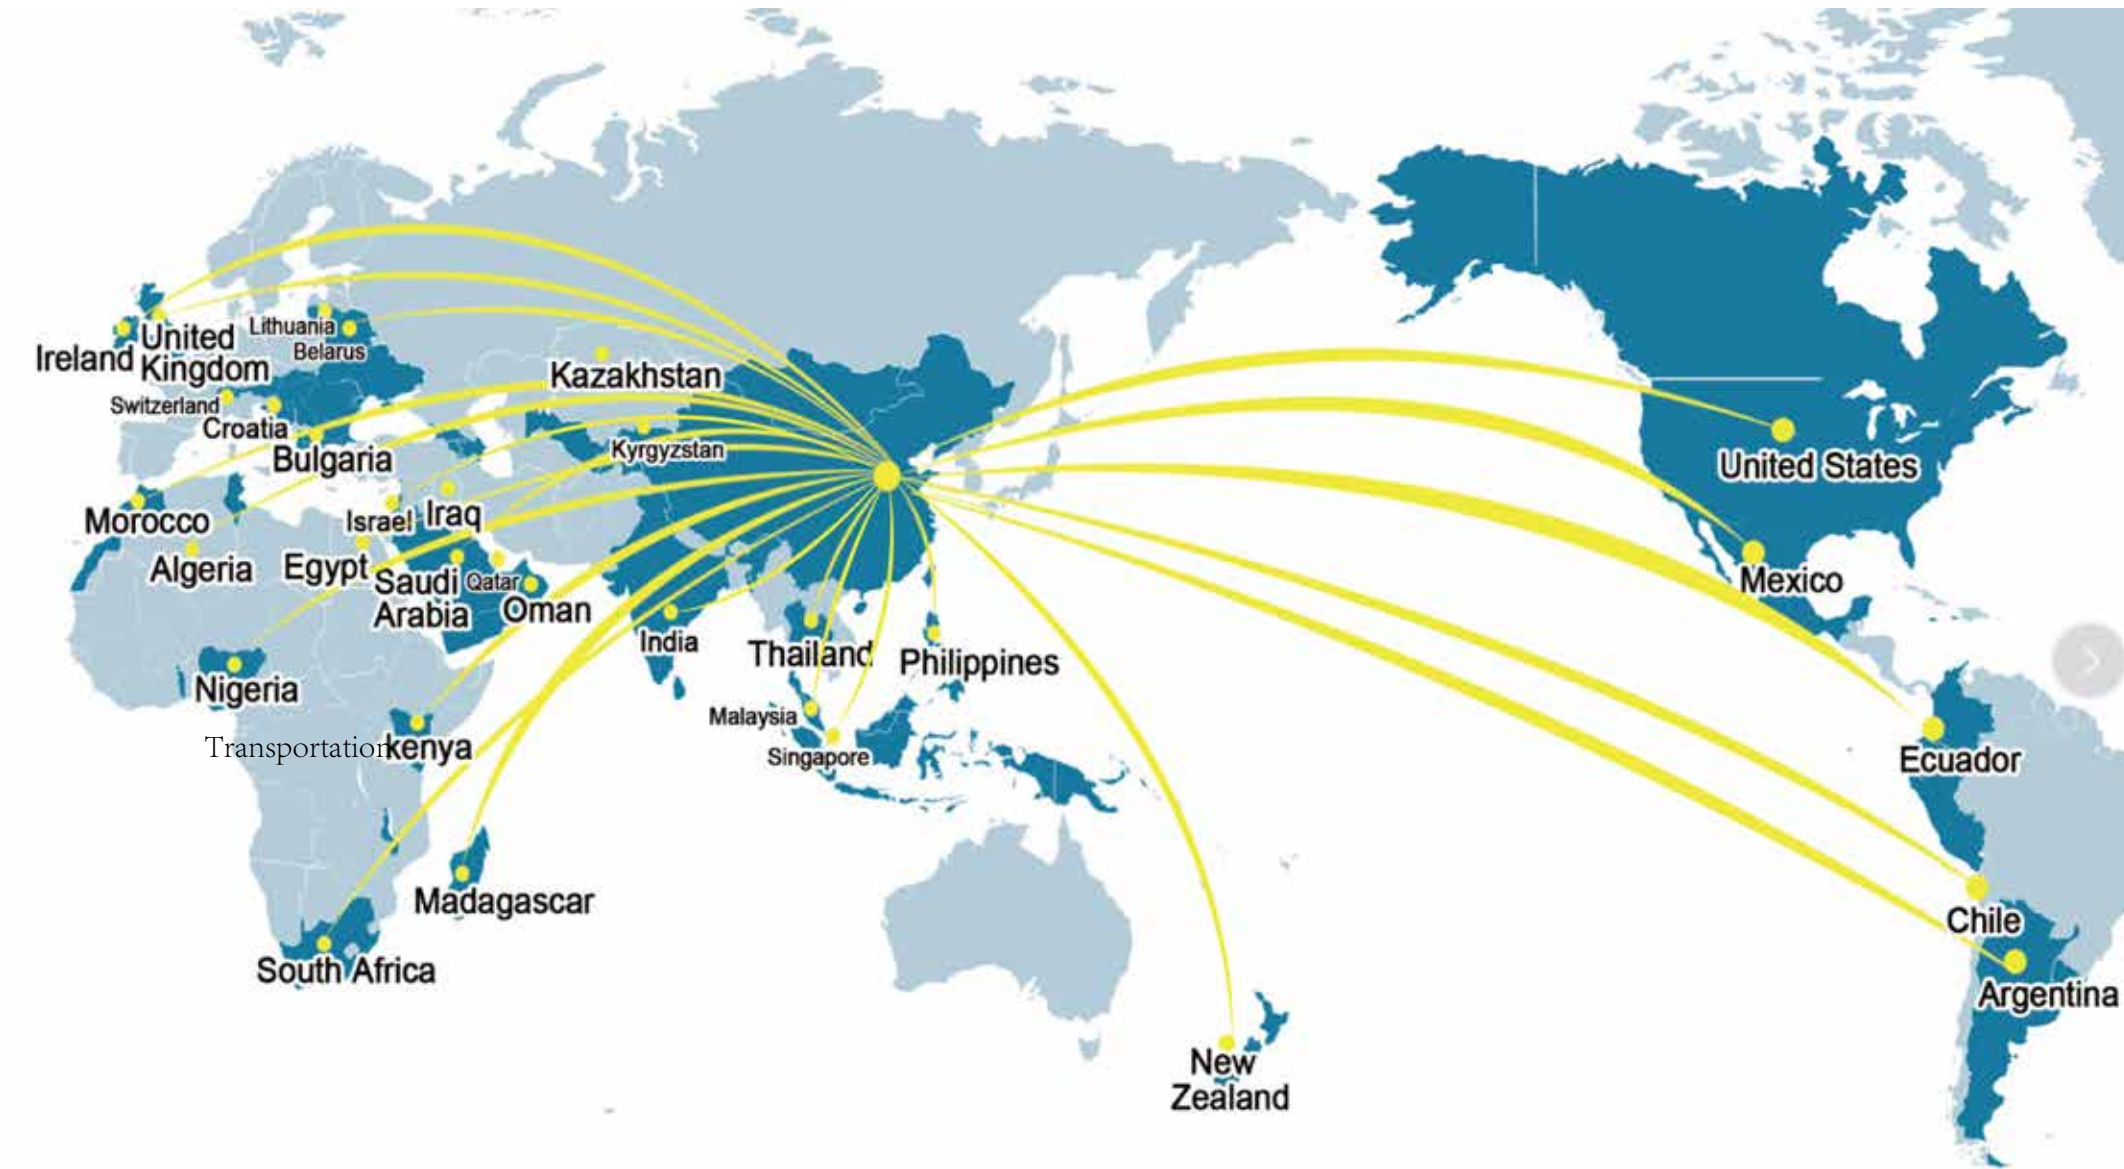 Ireland
United
Kingdom
Lithuania
Belarus
Kazakhstan
Switzerland
Croatia
Bulgaria
Kyrgyzstan
United States
Morocco
Israel
Iraq
Algeria
Egypt
Saudi
Arabia
Qatar
Oman
Mexico
India
Thailand
Philippines
Nigeria
Malaysia
Singapore
Transportation
kenya
Ecuador
Madagascar
Chile
South Africa
Argentina
New
Zealand